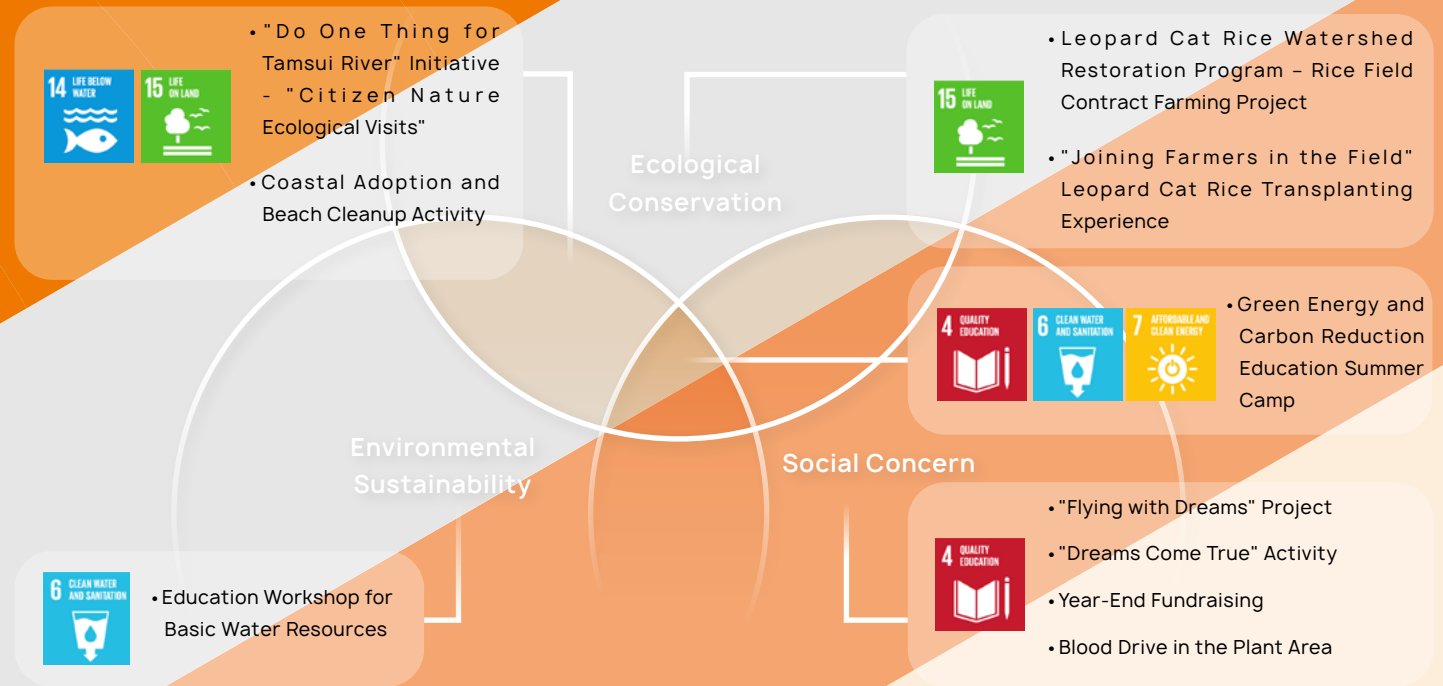 14 LIFE BELOW
WATER
15 LIFE
ON LAND
• "Do One Thing for
Tamsui River" Initiative
- "Citizen Nature
Ecological Visits"
• Coastal Adoption and
Beach Cleanup Activity
Ecological
Conservation
15 LIFE
ON LAND
• Leopard Cat Rice Watershed
Restoration Program – Rice Field
Contract Farming Project
• "Joining Farmers in the Field"
Leopard Cat Rice Transplanting
Experience
4 QUALITY
EDUCATION
6 CLEAN WATER
AND SANITATION
7 AFFORDABLE AND
CLEAN ENERGY
• Green Energy and
Carbon Reduction
Education Summer
Camp
Environmental
Sustainability
Social Concern
6 CLEAN WATER
AND SANITATION
• Education Workshop for
Basic Water Resources
4 QUALITY
EDUCATION
• "Flying with Dreams" Project
• "Dreams Come True" Activity
• Year-End Fundraising
• Blood Drive in the Plant Area